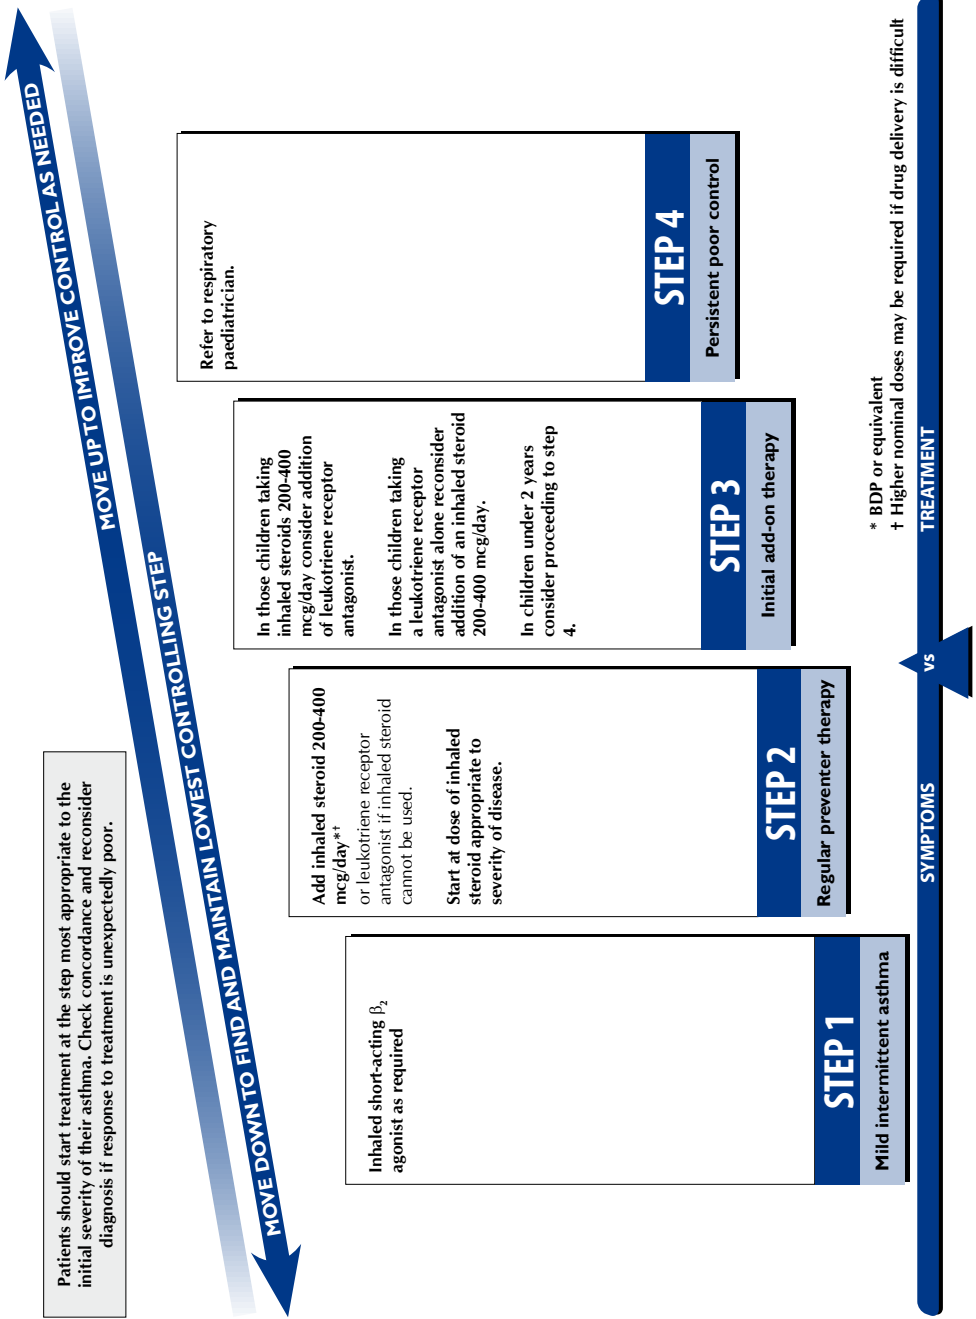 Patients should start treatment at the step most appropriate to the
initial severity of their asthma. Check concordance and reconsider
diagnosis if response to treatment is unexpectedly poor.
MOVE UP TO IMPROVE CONTROL AS NEEDED
MOVE DOWN TO FIND AND MAINTAIN LOWEST CONTROLLING STEP
Inhaled short-acting β₂
agonist as required
STEP 1
Mild intermittent asthma
Add inhaled steroid 200-400
mcg/day*†
or leukotriene receptor
antagonist if inhaled steroid
cannot be used.
Start at dose of inhaled
steroid appropriate to
severity of disease.
STEP 2
Regular preventer therapy
In those children taking
inhaled steroids 200-400
mcg/day consider addition
of leukotriene receptor
antagonist.
In those children taking
a leukotriene receptor
antagonist alone reconsider
addition of an inhaled steroid
200-400 mcg/day.
In children under 2 years
consider proceeding to step
4.
STEP 3
Initial add-on therapy
Refer to respiratory
paediatrician.
STEP 4
Persistent poor control
* BDP or equivalent
† Higher nominal doses may be required if drug delivery is difficult
SYMPTOMS
vs
TREATMENT